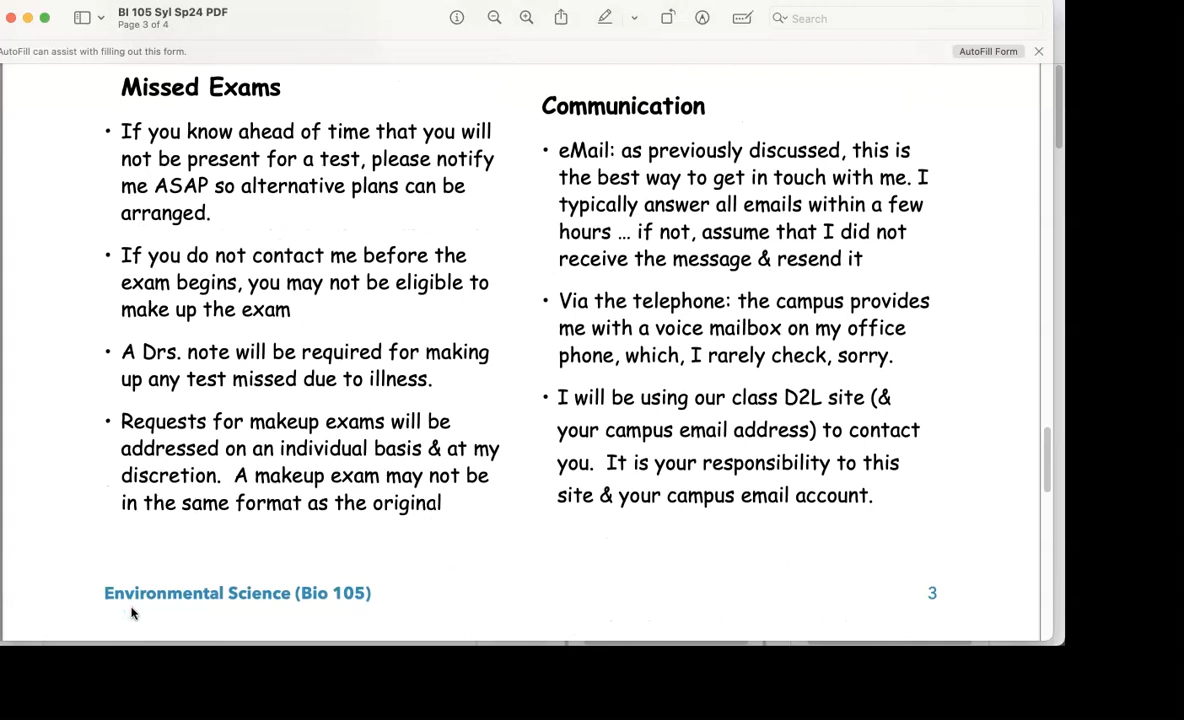 BI 105 Syl Sp24 PDF
Page 3 of 4
Search
AutoFill can assist with filling out this form.
AutoFill Form
Missed Exams
• If you know ahead of time that you will
not be present for a test, please notify
me ASAP so alternative plans can be
arranged.
• If you do not contact me before the
exam begins, you may not be eligible to
make up the exam
• A Drs. note will be required for making
up any test missed due to illness.
• Requests for makeup exams will be
addressed on an individual basis & at my
discretion. A makeup exam may not be
in the same format as the original
Communication
• eMail: as previously discussed, this is
the best way to get in touch with me. I
typically answer all emails within a few
hours … if not, assume that I did not
receive the message & resend it
• Via the telephone: the campus provides
me with a voice mailbox on my office
phone, which, I rarely check, sorry.
• I will be using our class D2L site (&
your campus email address) to contact
you. It is your responsibility to this
site & your campus email account.
Environmental Science (Bio 105)
3